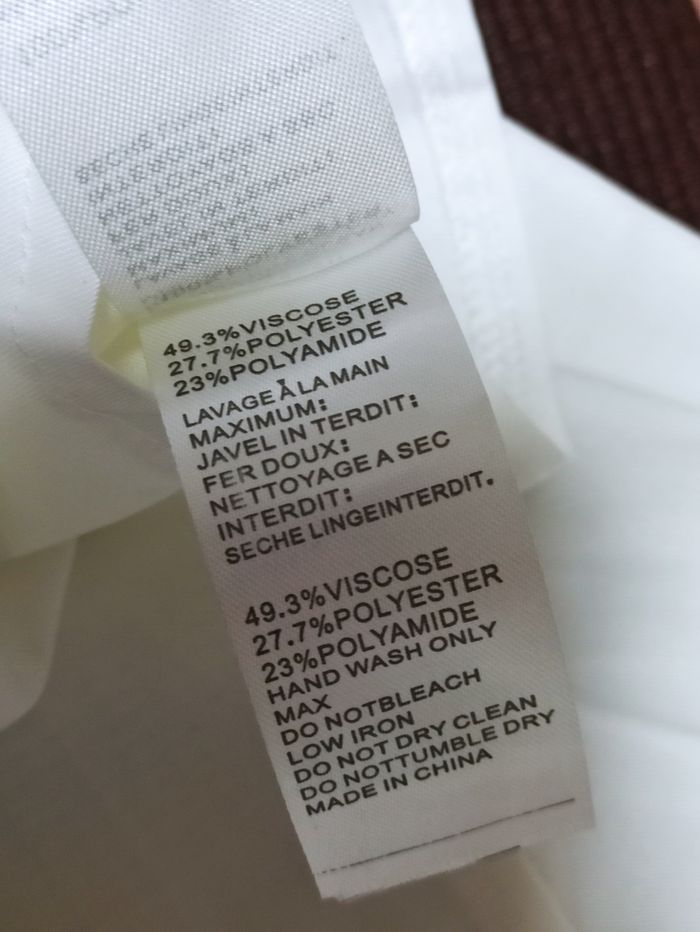 49.3%VISCOSE
27.7%POLYESTER
23%POLYAMIDE
LAVAGE À LA MAIN
MAXIMUM:
JAVEL IN TERDIT:
FER DOUX:
NETTOYAGE A SEC
INTERDIT:
SECHE LINGEINTERDIT.
49.3%VISCOSE
27.7%POLYESTER
23%POLYAMIDE
HAND WASH ONLY
MAX
DO NOTBLEACH
LOW IRON
DO NOT DRY CLEAN
DO NOTTUMBLE DRY
MADE IN CHINA